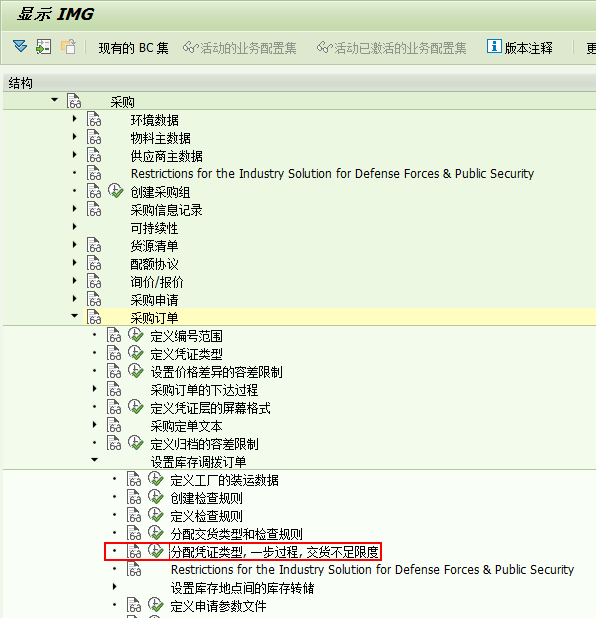 显示 IMG
现有的 BC 集 活动的业务配置集 活动已激活的业务配置集 版本注释 更
结构
采购
环境数据
物料主数据
供应商主数据
Restrictions for the Industry Solution for Defense Forces & Public Security
创建采购组
采购信息记录
可持续性
货源清单
配额协议
询价/报价
采购申请
采购订单
定义编号范围
定义凭证类型
设置价格差异的容差限制
采购订单的下达过程
定义凭证层的屏幕格式
采购定单文本
定义归档的容差限制
设置库存调拨订单
定义工厂的装运数据
创建检查规则
定义检查规则
分配交货类型和检查规则
分配凭证类型, 一步过程, 交货不足限度
Restrictions for the Industry Solution for Defense Forces & Public Security
设置库存地点间的库存转储
定义申请参数文件